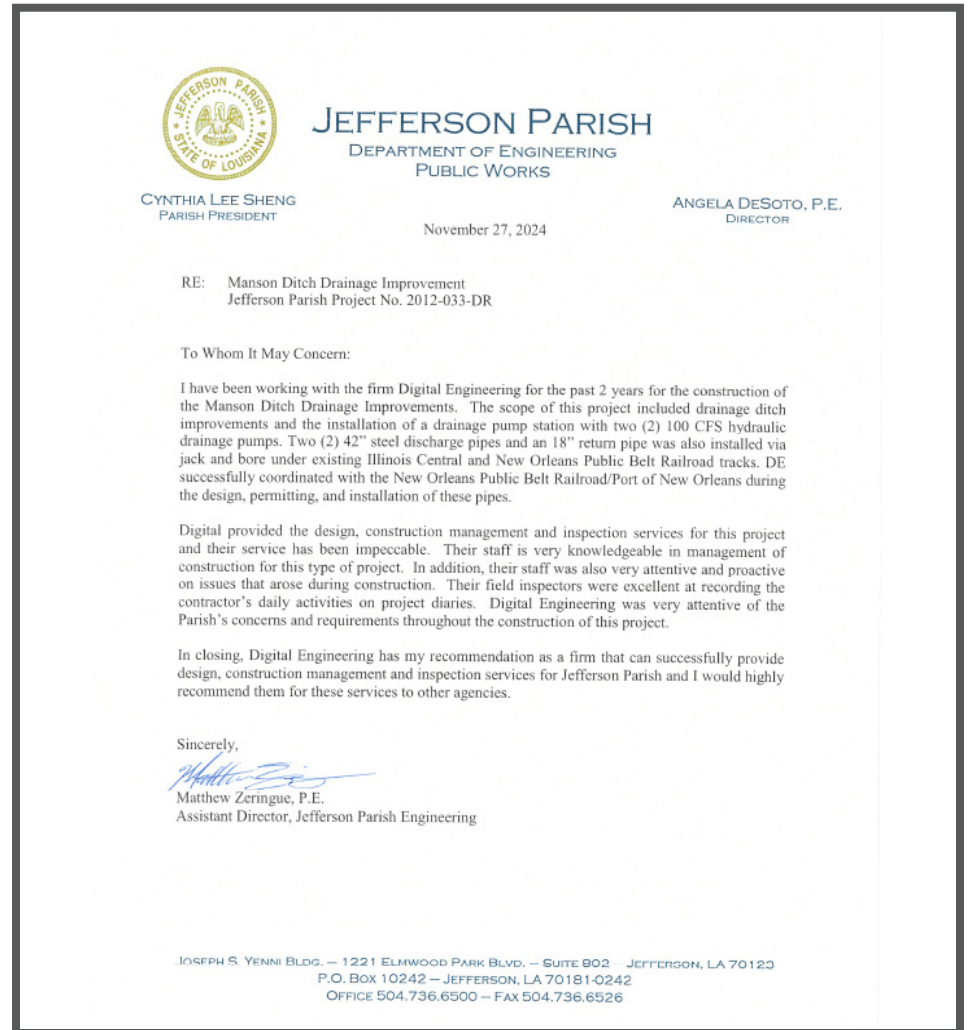 JEFFERSON PARISH
STATE OF LOUISIANA
JEFFERSON PARISH
DEPARTMENT OF ENGINEERING
PUBLIC WORKS
CYNTHIA LEE SHENG
PARISH PRESIDENT
ANGELA DESOTO, P.E.
DIRECTOR
November 27, 2024
RE: Manson Ditch Drainage Improvement
Jefferson Parish Project No. 2012-033-DR
To Whom It May Concern:
I have been working with the firm Digital Engineering for the past 2 years for the construction of
the Manson Ditch Drainage Improvements. The scope of this project included drainage ditch
improvements and the installation of a drainage pump station with two (2) 100 CFS hydraulic
drainage pumps. Two (2) 42” steel discharge pipes and an 18” return pipe was also installed via
jack and bore under existing Illinois Central and New Orleans Public Belt Railroad tracks. DE
successfully coordinated with the New Orleans Public Belt Railroad/Port of New Orleans during
the design, permitting, and installation of these pipes.
Digital provided the design, construction management and inspection services for this project
and their service has been impeccable. Their staff is very knowledgeable in management of
construction for this type of project. In addition, their staff was also very attentive and proactive
on issues that arose during construction. Their field inspectors were excellent at recording the
contractor’s daily activities on project diaries. Digital Engineering was very attentive of the
Parish’s concerns and requirements throughout the construction of this project.
In closing, Digital Engineering has my recommendation as a firm that can successfully provide
design, construction management and inspection services for Jefferson Parish and I would highly
recommend them for these services to other agencies.
Sincerely,
Matthew Zeringue, P.E.
Assistant Director, Jefferson Parish Engineering
JOSEPH S. YENNI BLDG. – 1221 ELMWOOD PARK BLVD. – SUITE 802 – JEFFERSON, LA 70123
P.O. BOX 10242 – JEFFERSON, LA 70181-0242
OFFICE 504.736.6500 – FAX 504.736.6526